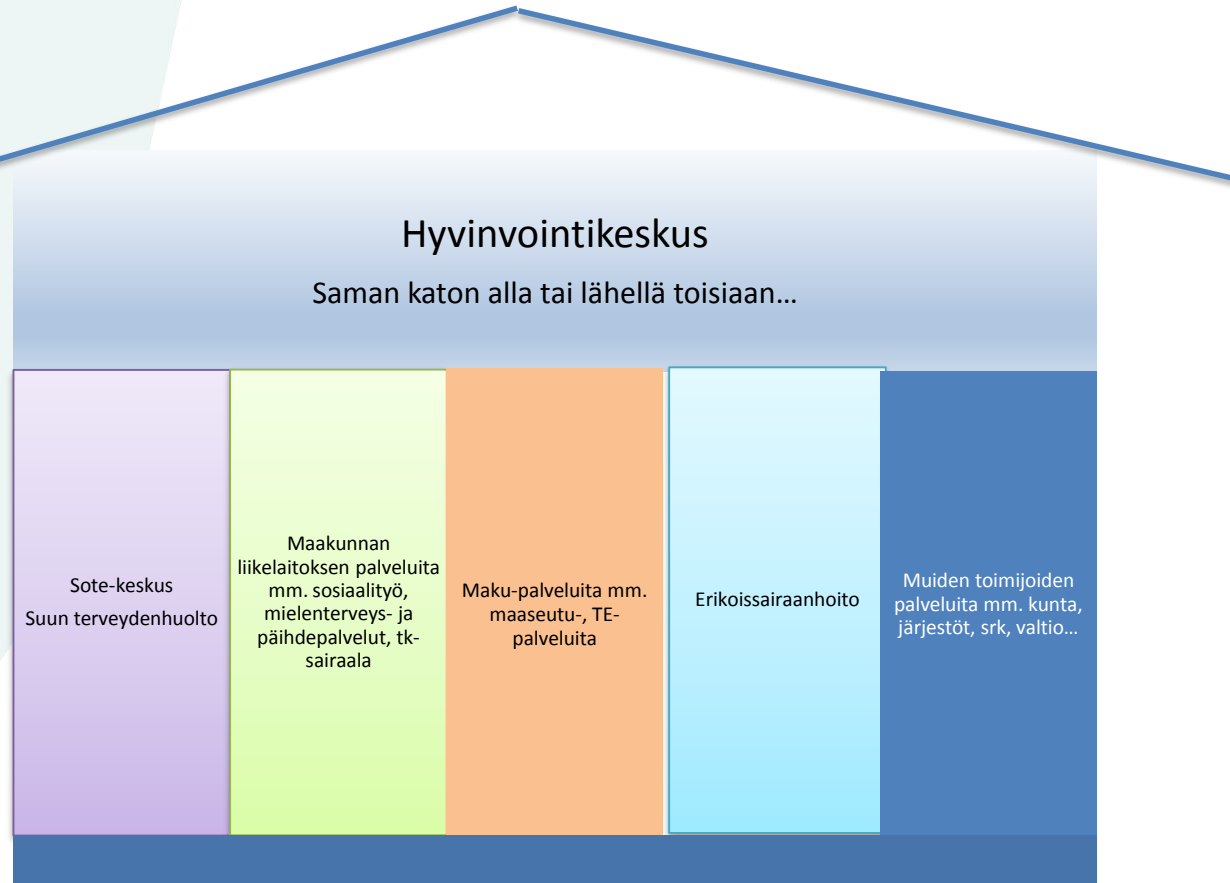 Hyvinvointikeskus
Saman katon alla tai lähellä toisiaan…
Sote-keskus
Suun terveydenhuolto
Maakunnan
liikelaitoksen palveluita
mm. sosiaalityö,
mielenterveys- ja
päihdepalvelut, tk-
sairaala
Maku-palveluita mm.
maaseutu-, TE-
palveluita
Erikoissairaanhoito
Muiden toimijoiden
palveluita mm. kunta,
järjestöt, srk, valtio…